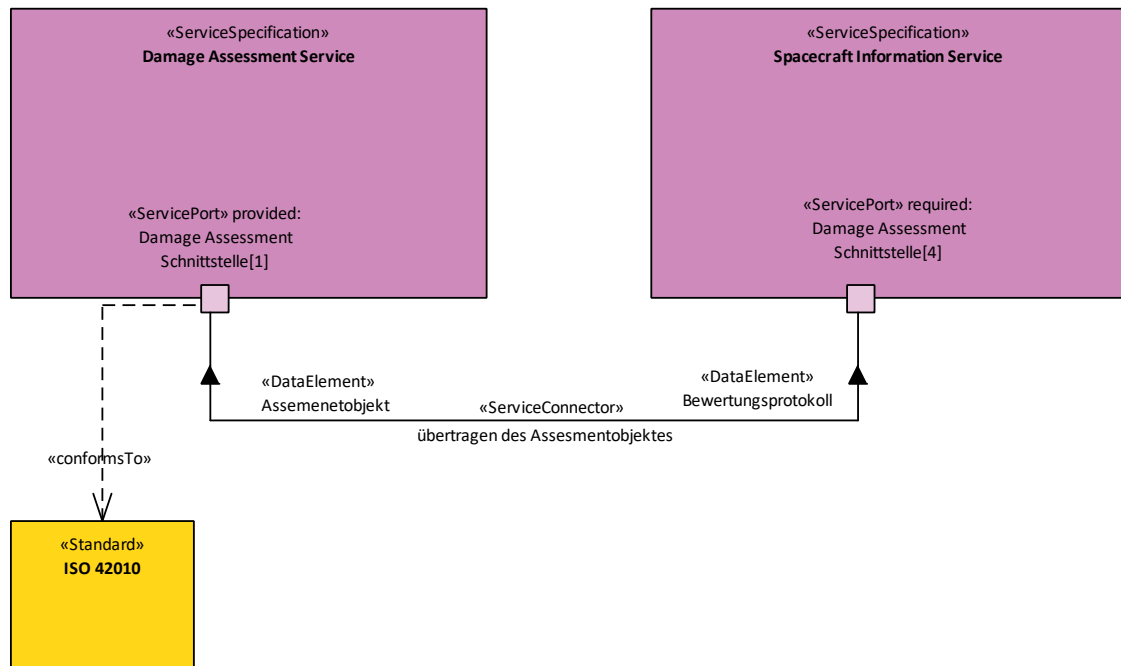 «ServiceSpecification»
Damage Assessment Service
«ServicePort» provided:
Damage Assessment
Schnittstelle[1]
«ServiceSpecification»
Spacecraft Information Service
«ServicePort» required:
Damage Assessment
Schnittstelle[4]
«DataElement»
Assemenetobjekt
«ServiceConnector»
übertragen des Assesmentobjektes
«DataElement»
Bewertungsprotokoll
«conformsTo»
«Standard»
ISO 42010